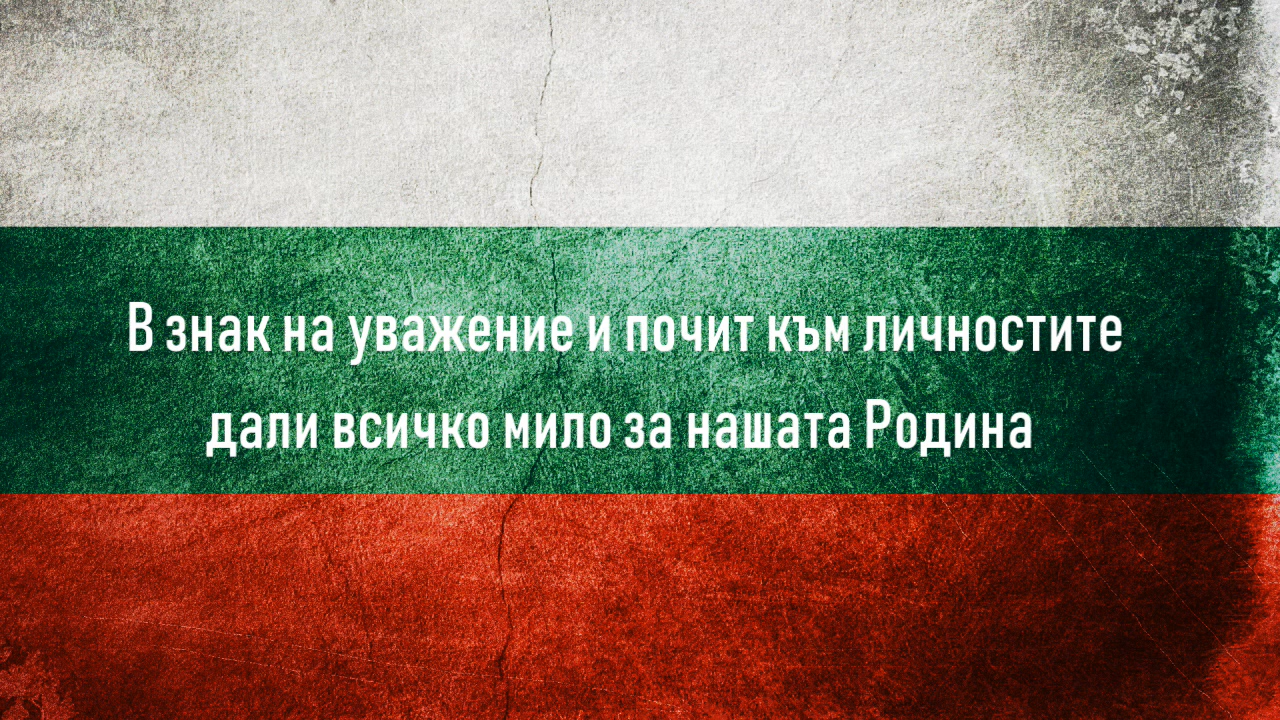 В знак на уважение и почит към личностите
дали всичко мило за нашата Родина